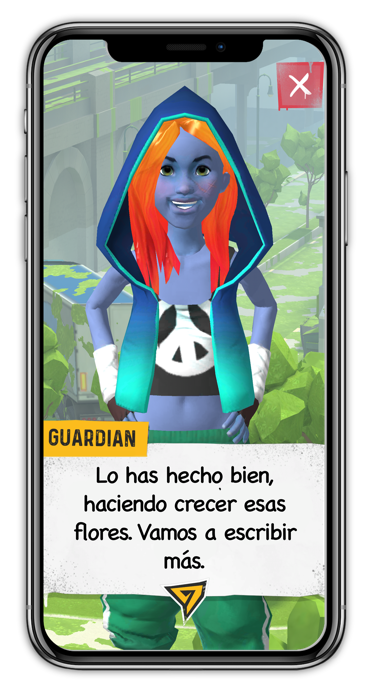 GUARDIAN
Lo has hecho bien,
haciendo crecer esas
flores. Vamos a escribir
más.